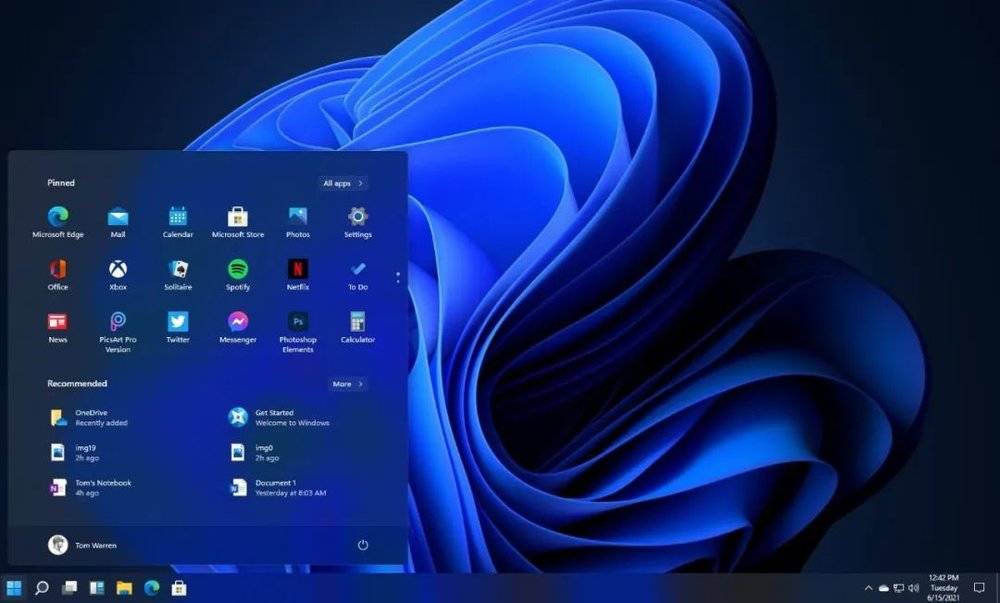 Pinned
All apps
Microsoft Edge
Mail
Calendar
Microsoft Store
Photos
Settings
Office
Xbox
Solitaire
Spotify
Netflix
To Do
News
PicsArt Pro
Version
Twitter
Messenger
Ps
Photoshop
Elements
Calculator
Recommended
More
OneDrive
Recently added
Get Started
Welcome to Windows
img19
2h ago
img0
2h ago
Tom's Notebook
4h ago
Document 1
Yesterday at 8:03 AM
Tom Warren
12:42 PM
Tuesday
6/15/2021